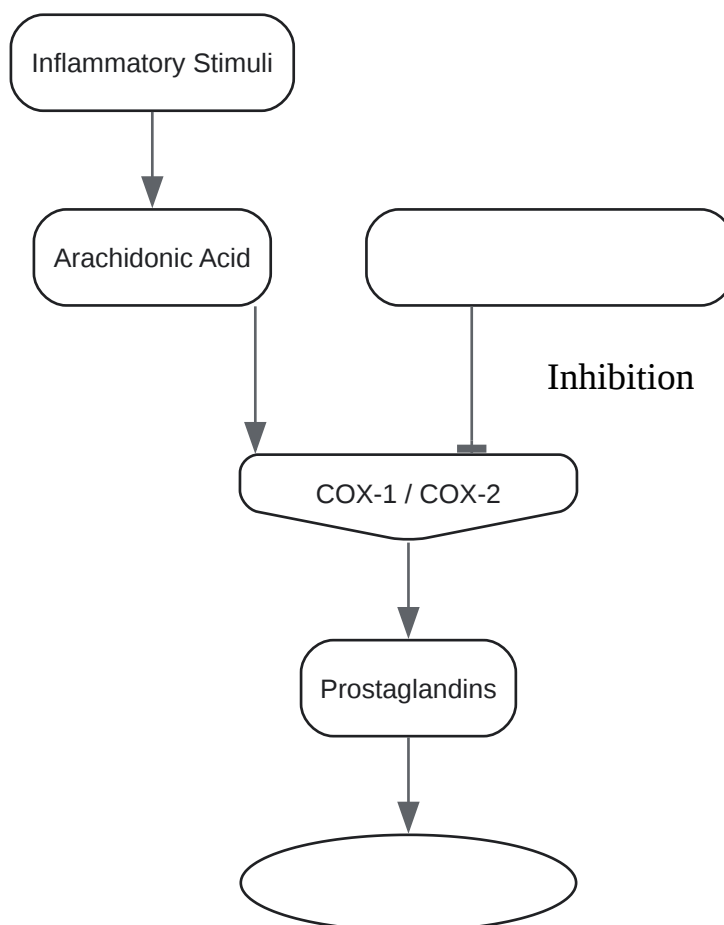 Inflammatory Stimuli
Arachidonic Acid
Inhibition
COX-1 / COX-2
Prostaglandins